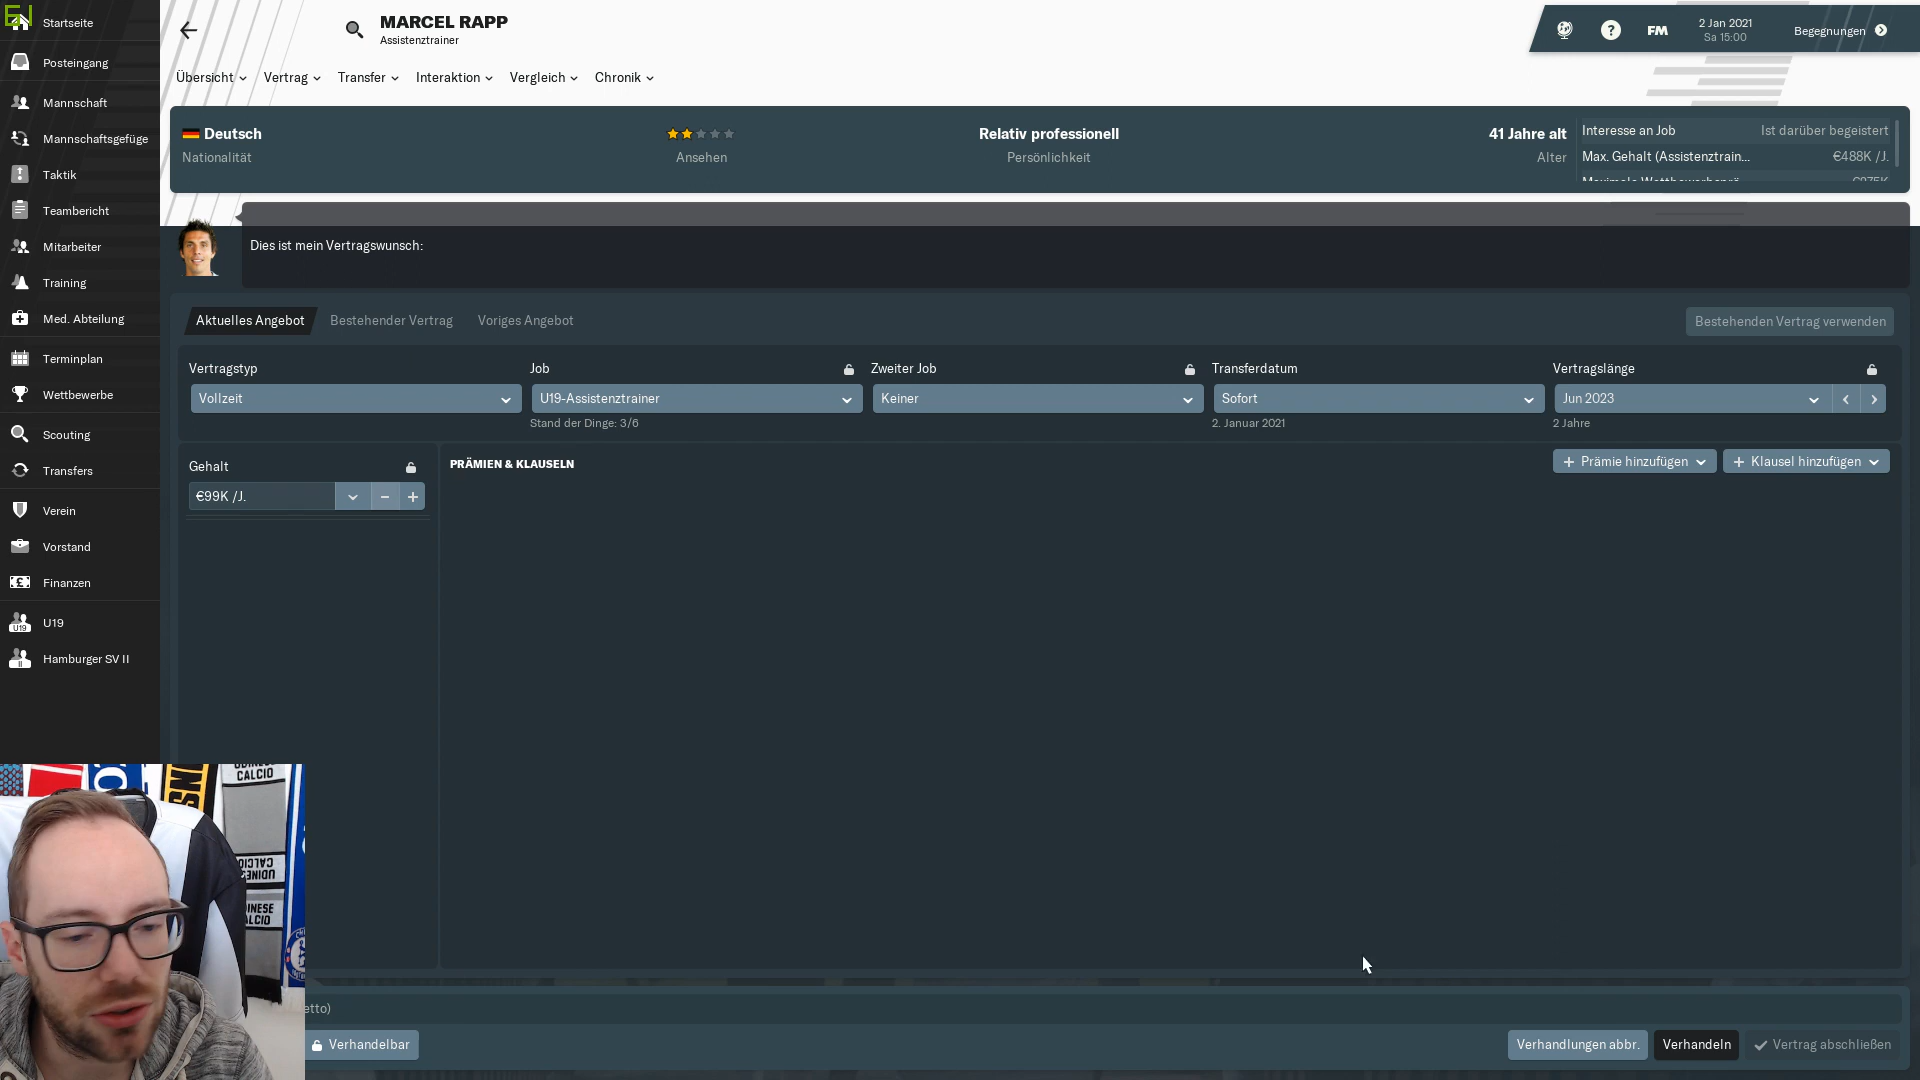 Startseite
Posteingang
Mannschaft
Mannschaftsgefüge
Taktik
Teambericht
Mitarbeiter
Training
Med. Abteilung
Terminplan
Wettbewerbe
Scouting
Transfers
Verein
Vorstand
Finanzen
U19
U19
Hamburger SV II
MARCEL RAPP
Assistenztrainer
FM
2 Jan 2021
Sa 15:00
Begegnungen
Übersicht
Vertrag
Transfer
Interaktion
Vergleich
Chronik
Deutsch
Nationalität
Ansehen
Relativ professionell
Persönlichkeit
41 Jahre alt
Alter
Interesse an Job Ist darüber begeistert
Max. Gehalt (Assistenztrain... €488K /J.
Dies ist mein Vertragswunsch:
Aktuelles Angebot
Bestehender Vertrag
Voriges Angebot
Bestehenden Vertrag verwenden
Vertragstyp
Vollzeit
Job
U19-Assistenztrainer
Stand der Dinge: 3/6
Zweiter Job
Keiner
Transferdatum
Sofort
2. Januar 2021
Vertragslänge
Jun 2023
2 Jahre
Gehalt
€99K /J.
PRÄMIEN & KLAUSELN
Prämie hinzufügen
Klausel hinzufügen
etto)
Verhandelbar
Verhandlungen abbr.
Verhandeln
Vertrag abschließen
CALCIO
UDINESE
CALCIO